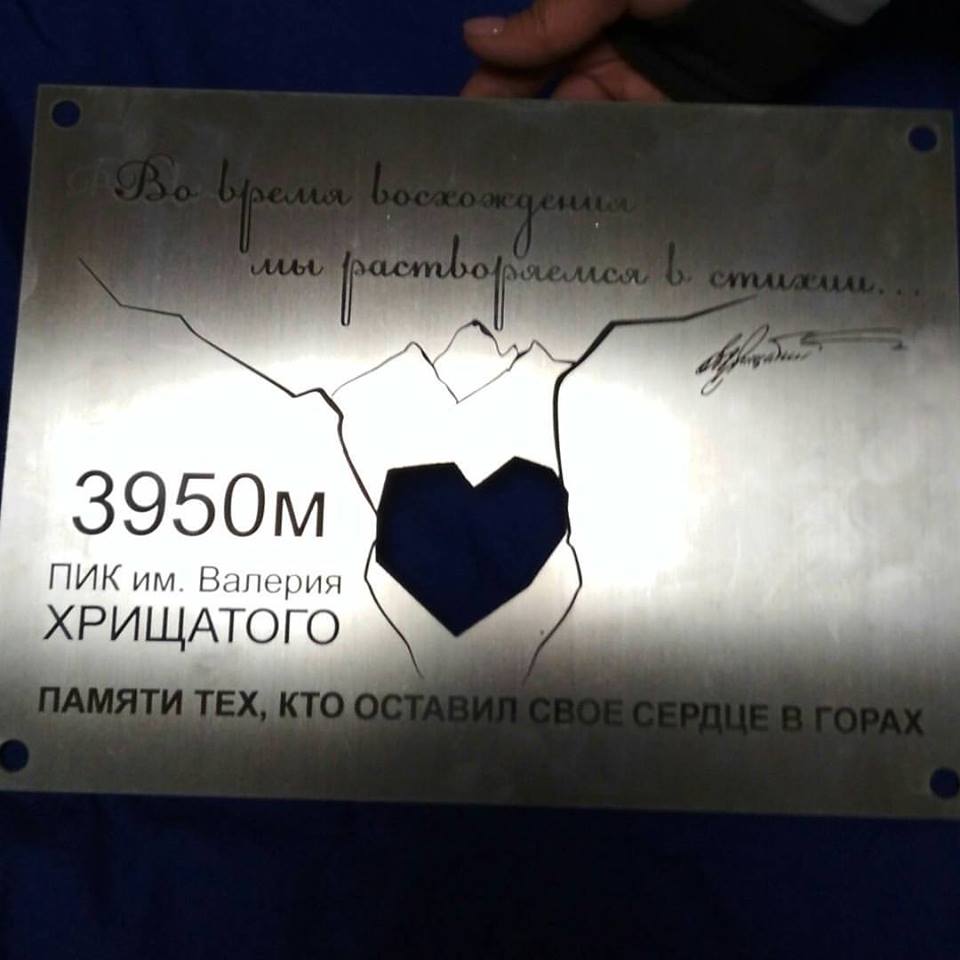 Во время восхождения
мы растворяемся в стихии...
3950м
ПИК им. Валерия
ХРИЩАТОГО
ПАМЯТИ ТЕХ, КТО ОСТАВИЛ СВОЕ СЕРДЦЕ В ГОРАХ